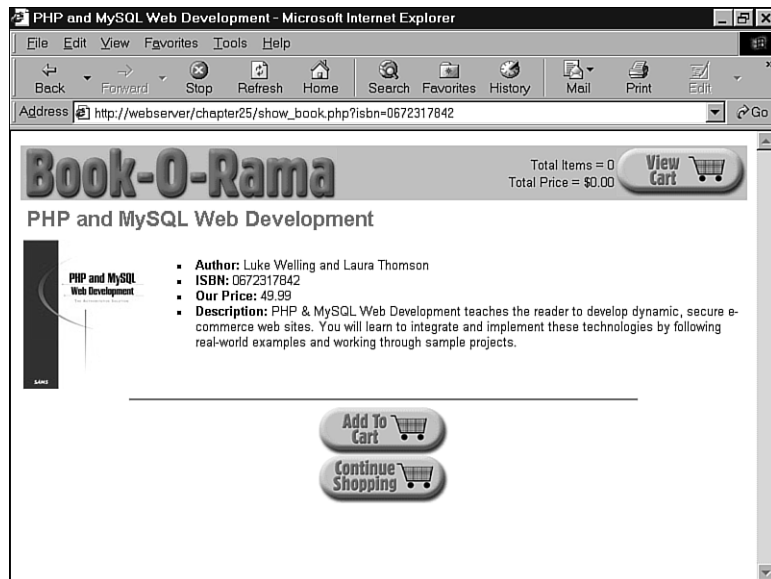 PHP and MySQL Web Development - Microsoft Internet Explorer
File Edit View Favorites Tools Help
Back Forward Stop Refresh Home Search Favorites History Mail Print Edit
Address http://webserver/chapter25/show_book.php?isbn=0672317842 Go
Book-O-Rama
Total Items = 0
Total Price = $0.00
View
Cart
PHP and MySQL Web Development
PHP and MySQL
Web Development
SAMS
Author: Luke Welling and Laura Thomson
ISBN: 0672317842
Our Price: 49.99
Description: PHP & MySQL Web Development teaches the reader to develop dynamic, secure e-
commerce web sites. You will learn to integrate and implement these technologies by following
real-world examples and working through sample projects.
Add To
Cart
Continue
Shopping